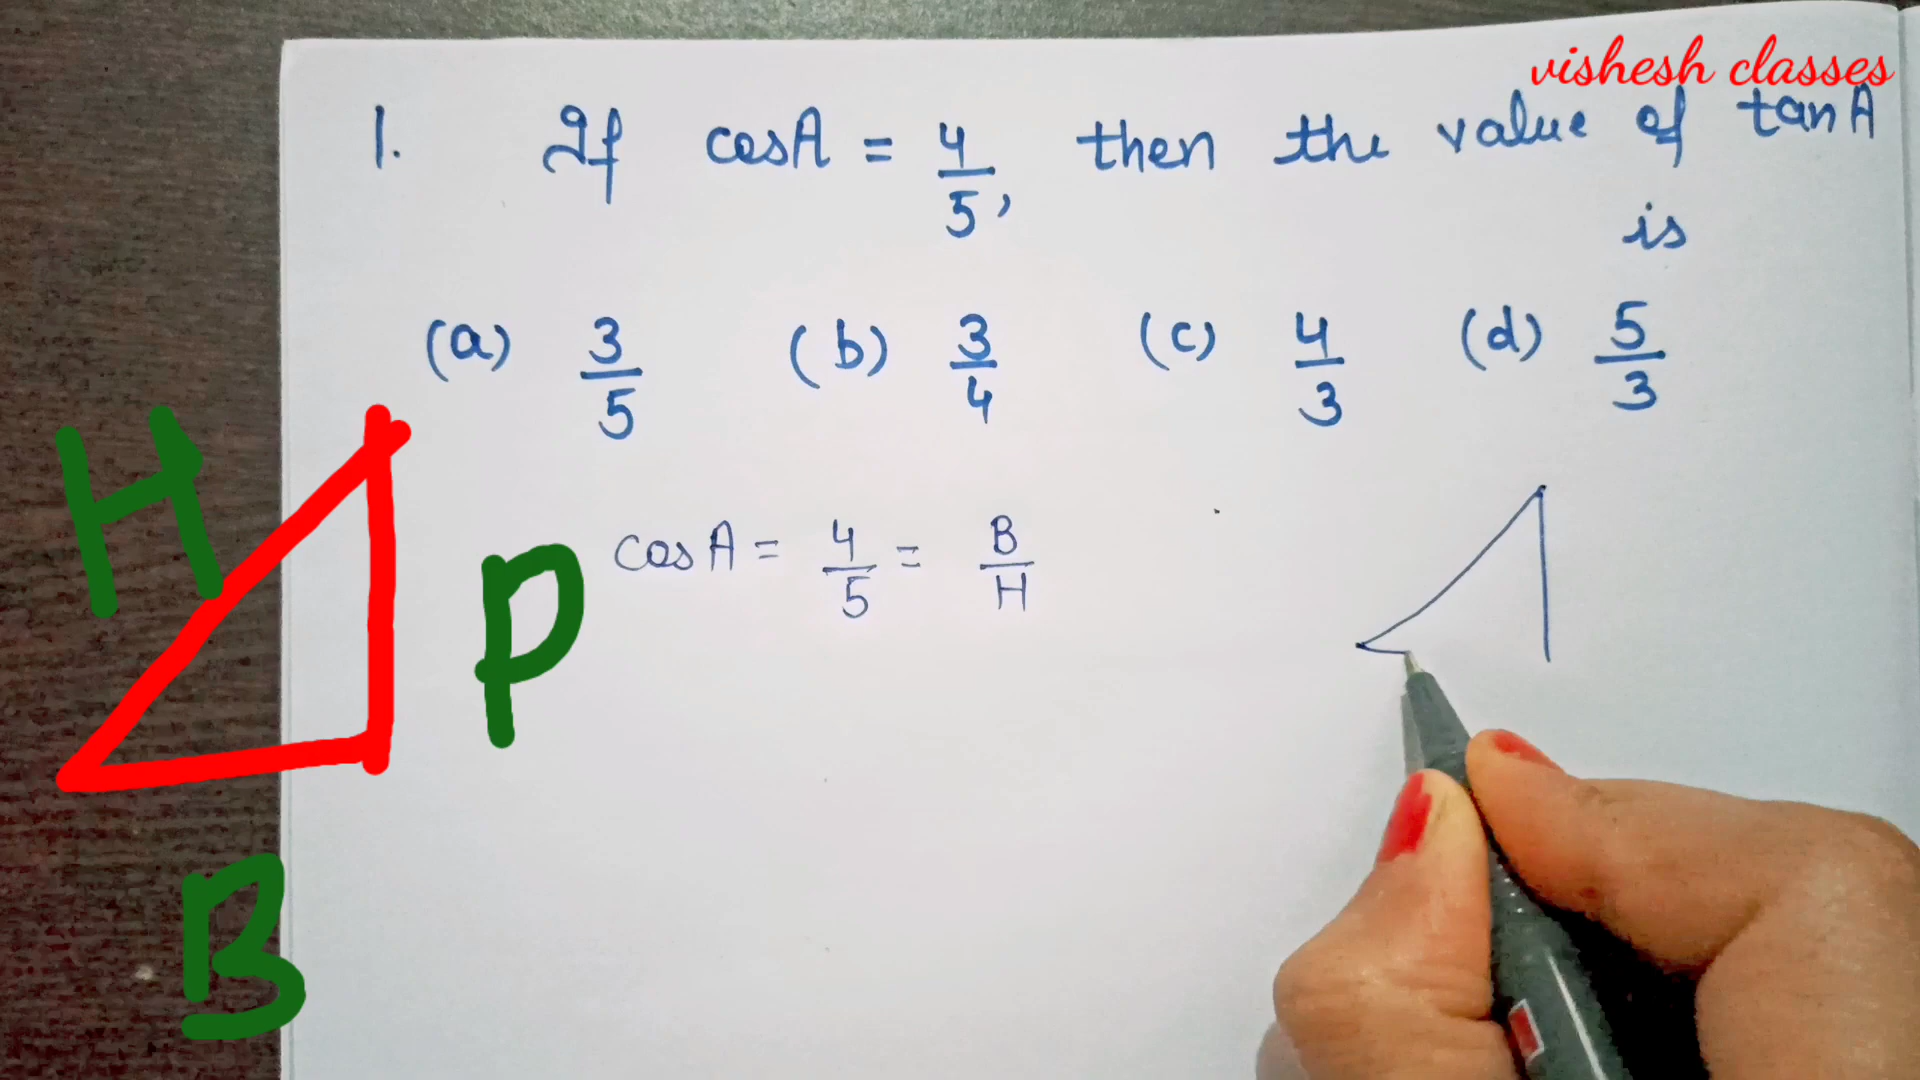 vishesh classes
1. If cosA = 4/5, then the value of tanA
is
(a) 3/5 (b) 3/4 (c) 4/3 (d) 5/3
cosA = 4/5 = B/H
H
P
B